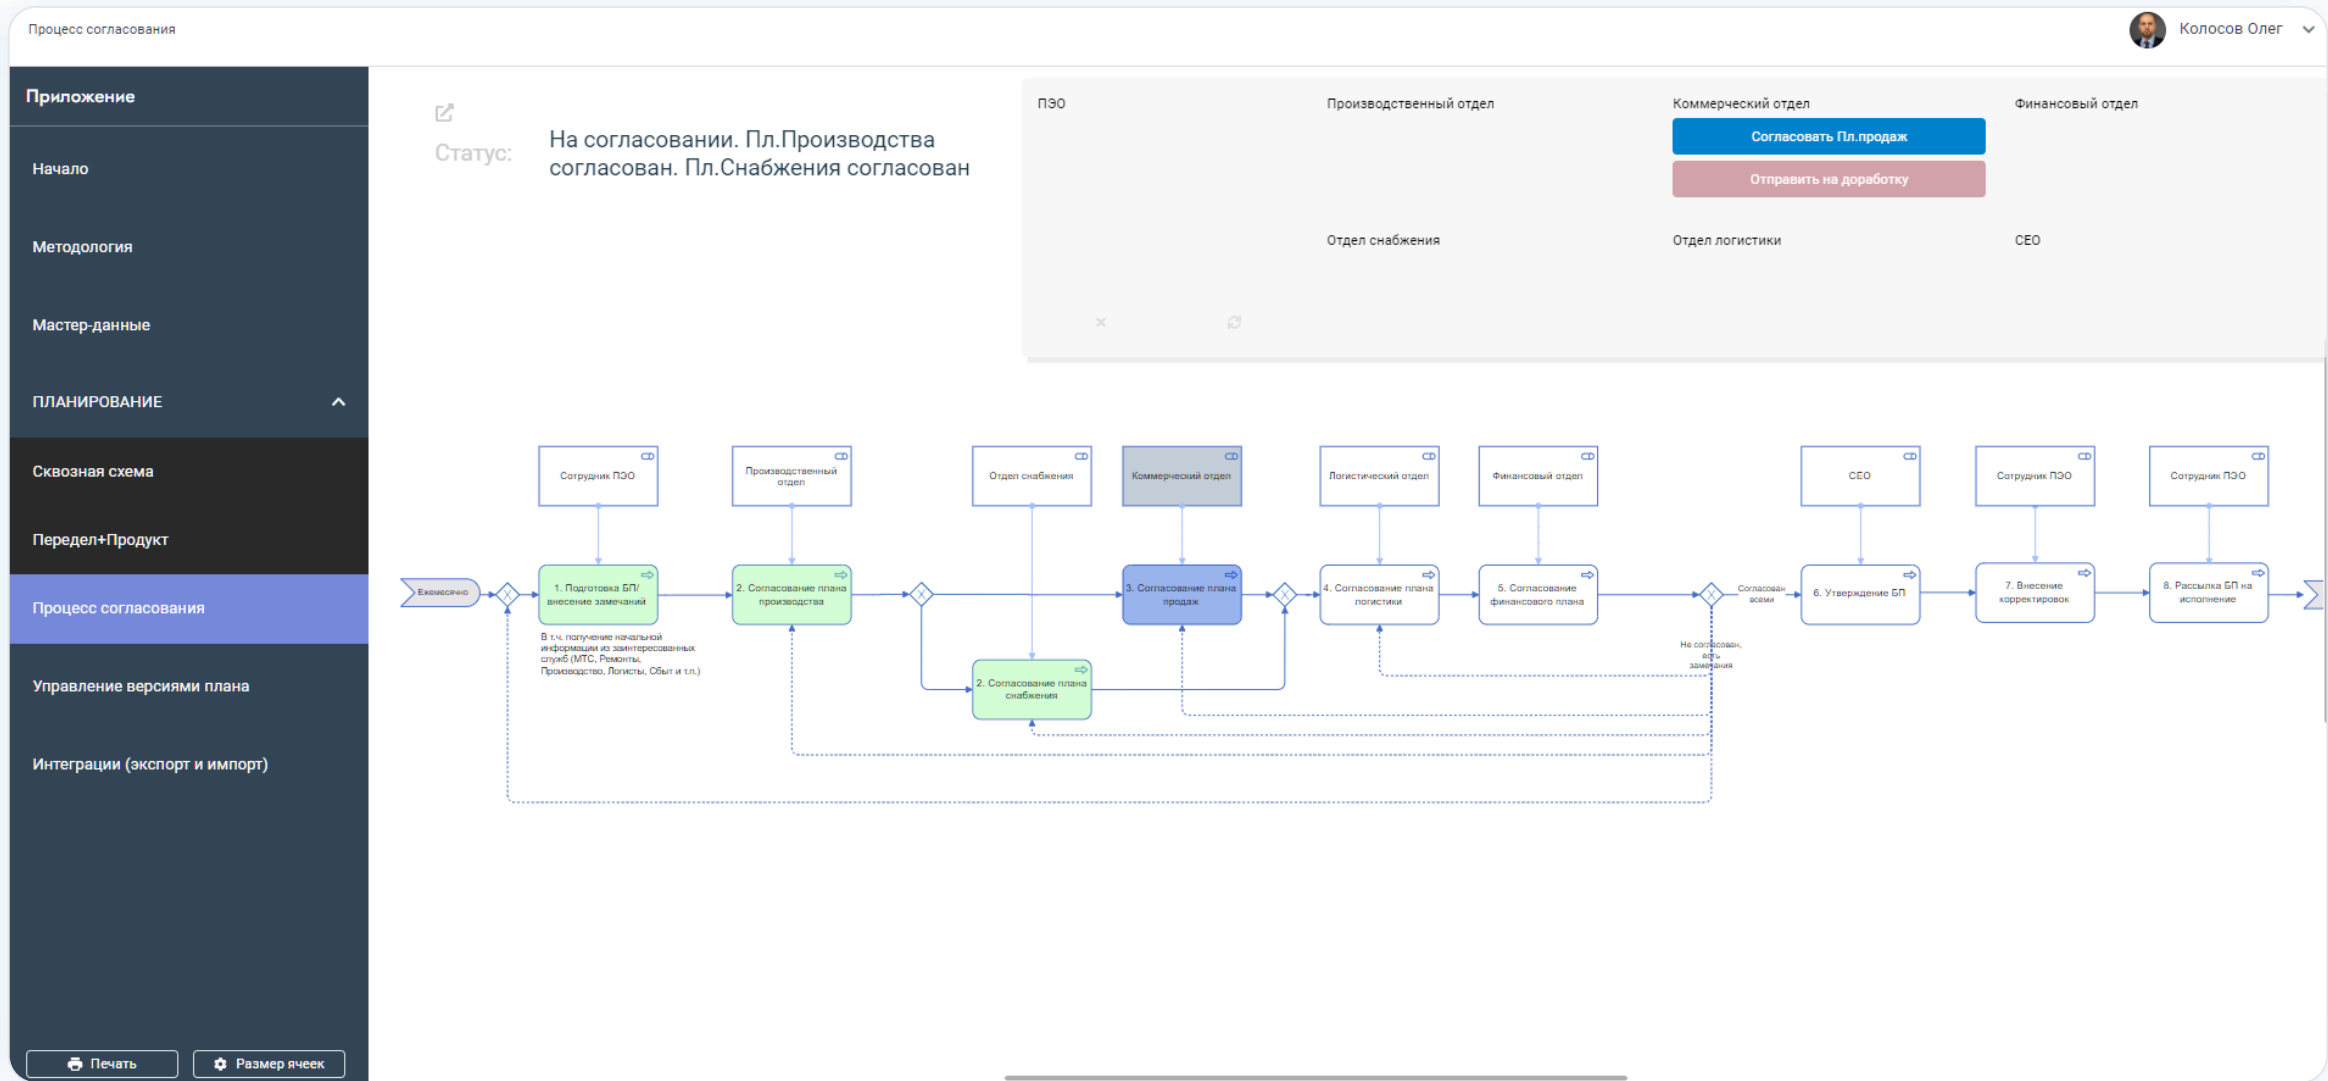 Процесс согласования
Колосов Олег
Приложение
Начало
Методология
Мастер-данные
ПЛАНИРОВАНИЕ
Сквозная схема
Передел+Продукт
Процесс согласования
Управление версиями плана
Интеграции (экспорт и импорт)
Печать
Размер ячеек
Статус:
На согласовании. Пл.Производства
согласован. Пл.Снабжения согласован
ПЭО
Производственный отдел
Коммерческий отдел
Финансовый отдел
Согласовать Пл.продаж
Отправить на доработку
Отдел снабжения
Отдел логистики
CEO
Сотрудник ПЭО
Производственный
отдел
Отдел снабжения
Коммерческий отдел
Логистический отдел
Финансовый отдел
CEO
Сотрудник ПЭО
Сотрудник ПЭО
Ежемесячно
1. Подготовка БП/
внесение замечаний
2. Согласование плана
производства
3. Согласование плана
продаж
4. Согласование плана
логистики
5. Согласование
финансового плана
Согласован
всеми
6. Утверждение БП
7. Внесение
корректировок
8. Рассылка БП на
исполнение
В т.ч. получение начальной
информации из заинтересованных
служб (МТС, Ремонты,
Производство, Логисты, Сбыт и т.п.)
2. Согласование плана
снабжения
Не согласован,
есть
замечания